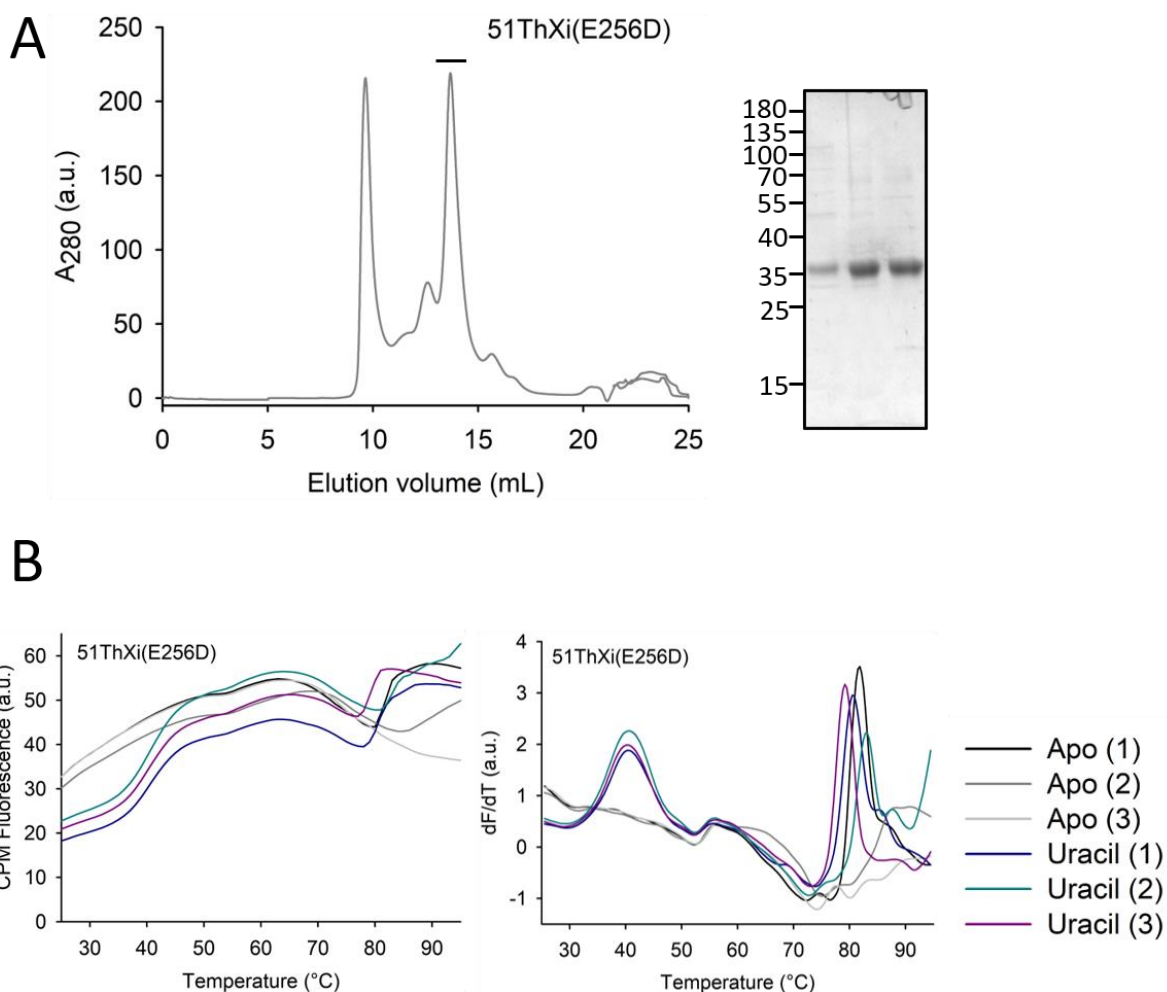 A
51ThXi(E256D)
250
200
150
100
50
0
A280 (a.u.)
0 5 10 15 20 25
Elution volume (mL)
180
135
100
70
55
40
35
25
15
B
51ThXi(E256D)
60
50
40
30
20
10
0
CPM Fluorescence (a.u.)
30 40 50 60 70 80 90
Temperature (°C)
51ThXi(E256D)
4
3
2
1
0
-1
dF/dT (a.u.)
30 40 50 60 70 80 90
Temperature (°C)
Apo (1)
Apo (2)
Apo (3)
Uracil (1)
Uracil (2)
Uracil (3)